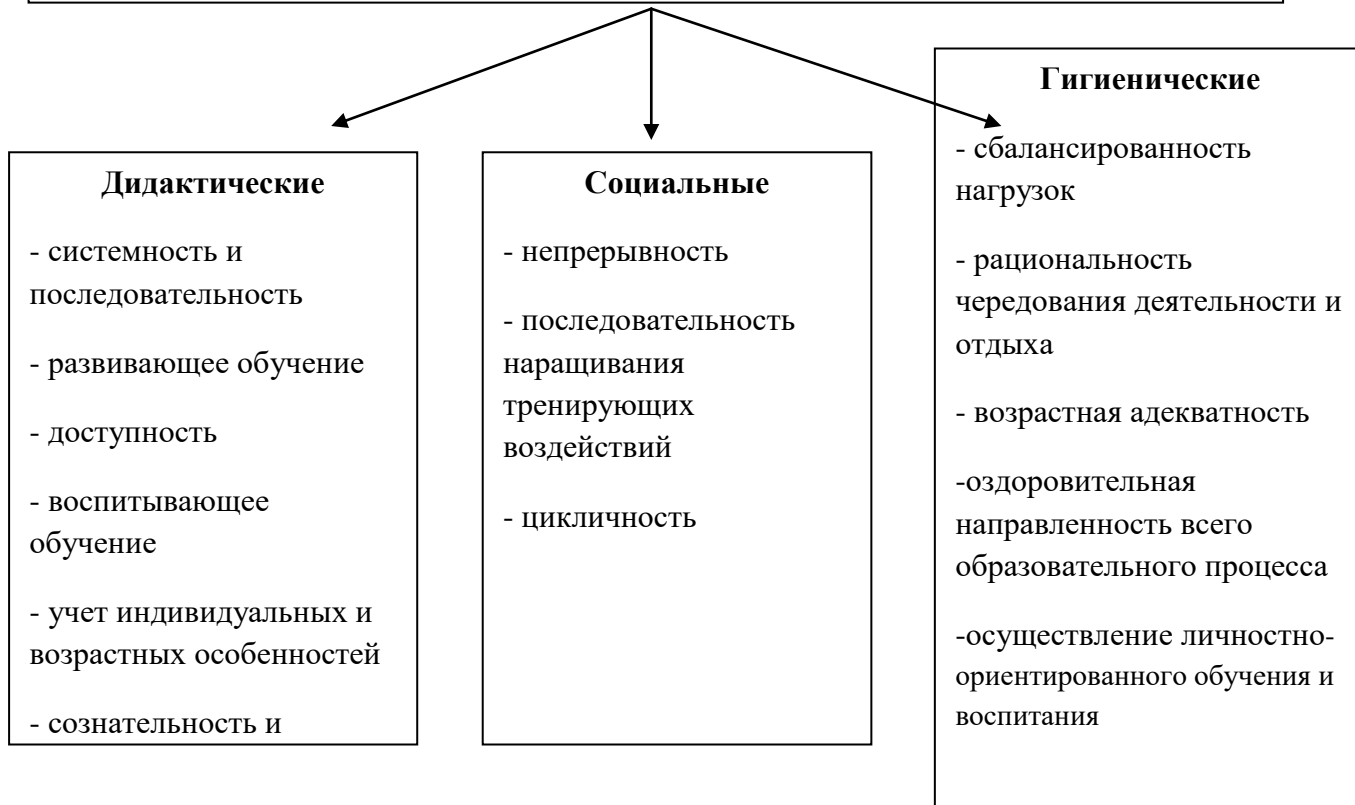 Дидактические
- системность и
последовательность
- развивающее обучение
- доступность
- воспитывающее
обучение
- учет индивидуальных и
возрастных особенностей
- сознательность и
Социальные
- непрерывность
- последовательность
наращивания
тренирующих
воздействий
- цикличность
Гигиенические
- сбалансированность
нагрузок
- рациональность
чередования деятельности и
отдыха
- возрастная адекватность
-оздоровительная
направленность всего
образовательного процесса
-осуществление личностно-
ориентированного обучения и
воспитания